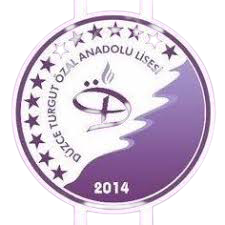 DÜZCE TURGUT ÖZAL ANADOLU LİSESİ
2014